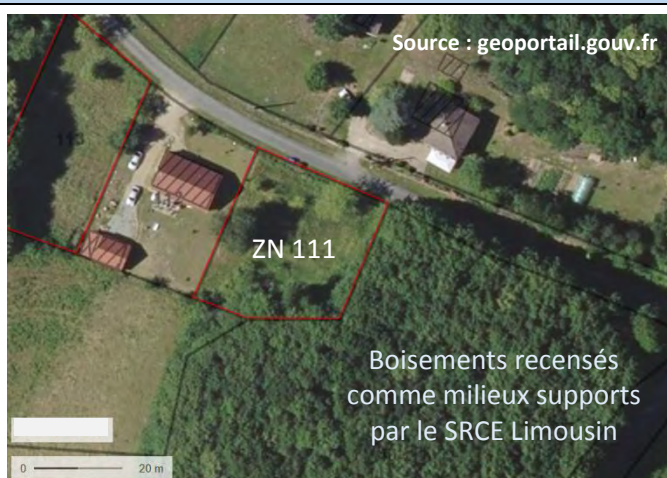 Source : geoportail.gouv.fr
113
ZN 111
Boisements recensés
comme milieux supports
par le SRCE Limousin
0 20 m